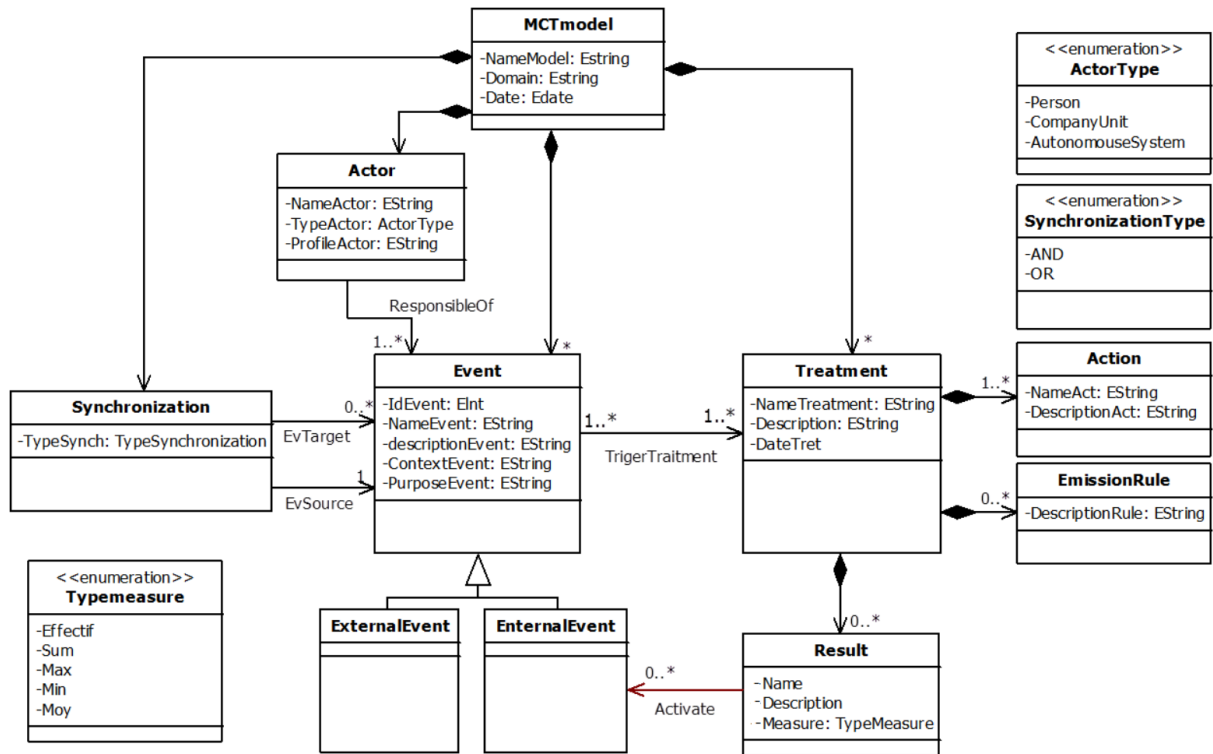 MCTmodel
-NameModel: Estring
-Domain: Estring
-Date: Edate
<<enumeration>>
ActorType
-Person
-CompanyUnit
-AutonomouseSystem
Actor
-NameActor: EString
-TypeActor: ActorType
-ProfileActor: EString
<<enumeration>>
SynchronizationType
-AND
-OR
ResponsibleOf
1..*
*
*
Synchronization
-TypeSynch: TypeSynchronization
0..*
EvTarget
1
EvSource
Event
-IdEvent: EInt
-NameEvent: EString
-descriptionEvent: EString
-ContextEvent: EString
-PurposeEvent: EString
1..*
1..*
TrigerTraitment
Treatment
-NameTreatment: EString
-Description: EString
-DateTret
1..*
Action
-NameAct: EString
-DescriptionAct: EString
0..*
EmissionRule
-DescriptionRule: EString
<<enumeration>>
Typemeasure
-Effectif
-Sum
-Max
-Min
-Moy
ExternalEvent
EnternalEvent
0..*
Activate
0..*
Result
-Name
-Description
-Measure: TypeMeasure